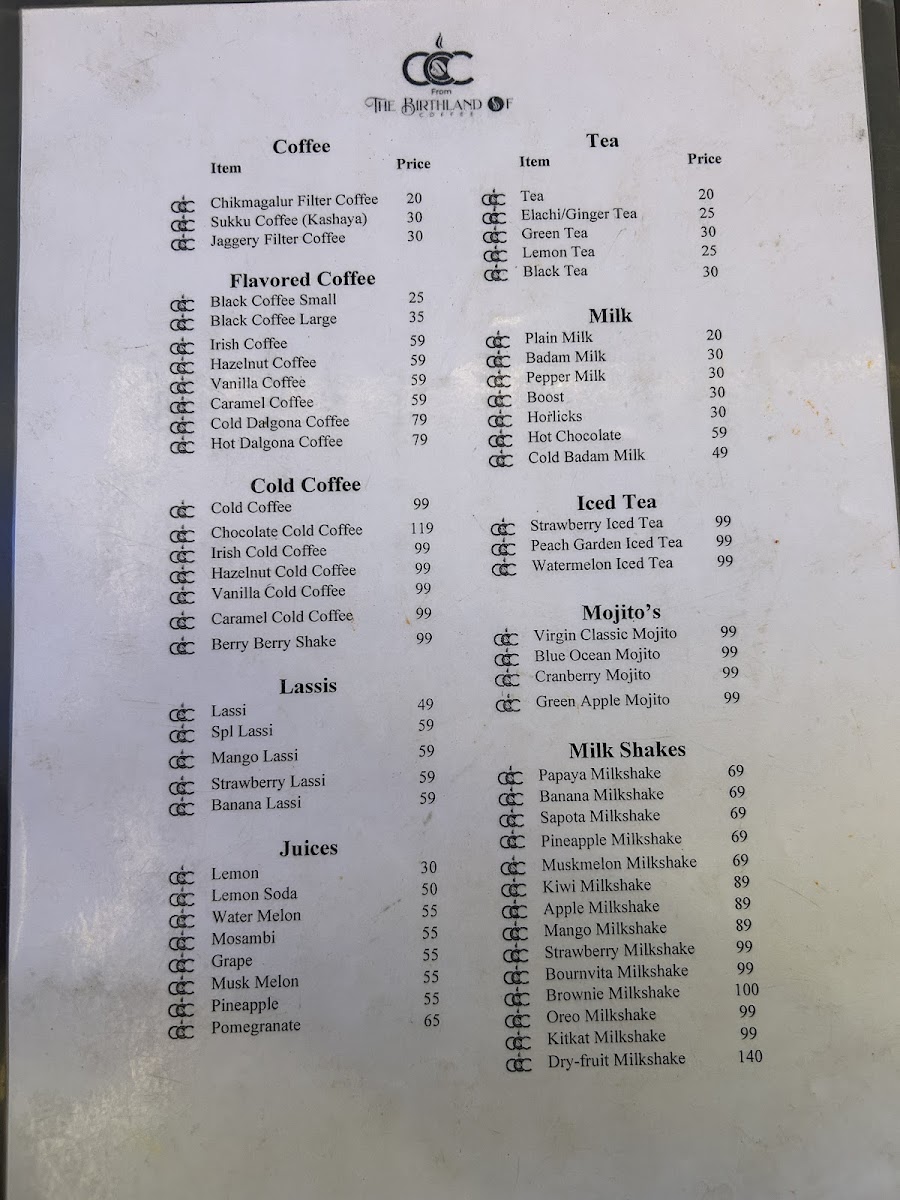 CCC
From
THE BIRTHLAND OF
COFFEE
Coffee
Item Price
Chikmagalur Filter Coffee 20
Sukku Coffee (Kashaya) 30
Jaggery Filter Coffee 30
Flavored Coffee
Black Coffee Small 25
Black Coffee Large 35
Irish Coffee 59
Hazelnut Coffee 59
Vanilla Coffee 59
Caramel Coffee 59
Cold Dalgona Coffee 79
Hot Dalgona Coffee 79
Cold Coffee
Cold Coffee 99
Chocolate Cold Coffee 119
Irish Cold Coffee 99
Hazelnut Cold Coffee 99
Vanilla Cold Coffee 99
Caramel Cold Coffee 99
Berry Berry Shake 99
Lassis
Lassi 49
Spl Lassi 59
Mango Lassi 59
Strawberry Lassi 59
Banana Lassi 59
Juices
Lemon 30
Lemon Soda 50
Water Melon 55
Mosambi 55
Grape 55
Musk Melon 55
Pineapple 55
Pomegranate 65
Tea
Item Price
Tea 20
Elachi/Ginger Tea 25
Green Tea 30
Lemon Tea 25
Black Tea 30
Milk
Plain Milk 20
Badam Milk 30
Pepper Milk 30
Boost 30
Horlicks 30
Hot Chocolate 59
Cold Badam Milk 49
Iced Tea
Strawberry Iced Tea 99
Peach Garden Iced Tea 99
Watermelon Iced Tea 99
Mojito's
Virgin Classic Mojito 99
Blue Ocean Mojito 99
Cranberry Mojito 99
Green Apple Mojito 99
Milk Shakes
Papaya Milkshake 69
Banana Milkshake 69
Sapota Milkshake 69
Pineapple Milkshake 69
Muskmelon Milkshake 69
Kiwi Milkshake 89
Apple Milkshake 89
Mango Milkshake 89
Strawberry Milkshake 99
Bournvita Milkshake 99
Brownie Milkshake 100
Oreo Milkshake 99
Kitkat Milkshake 99
Dry-fruit Milkshake 140